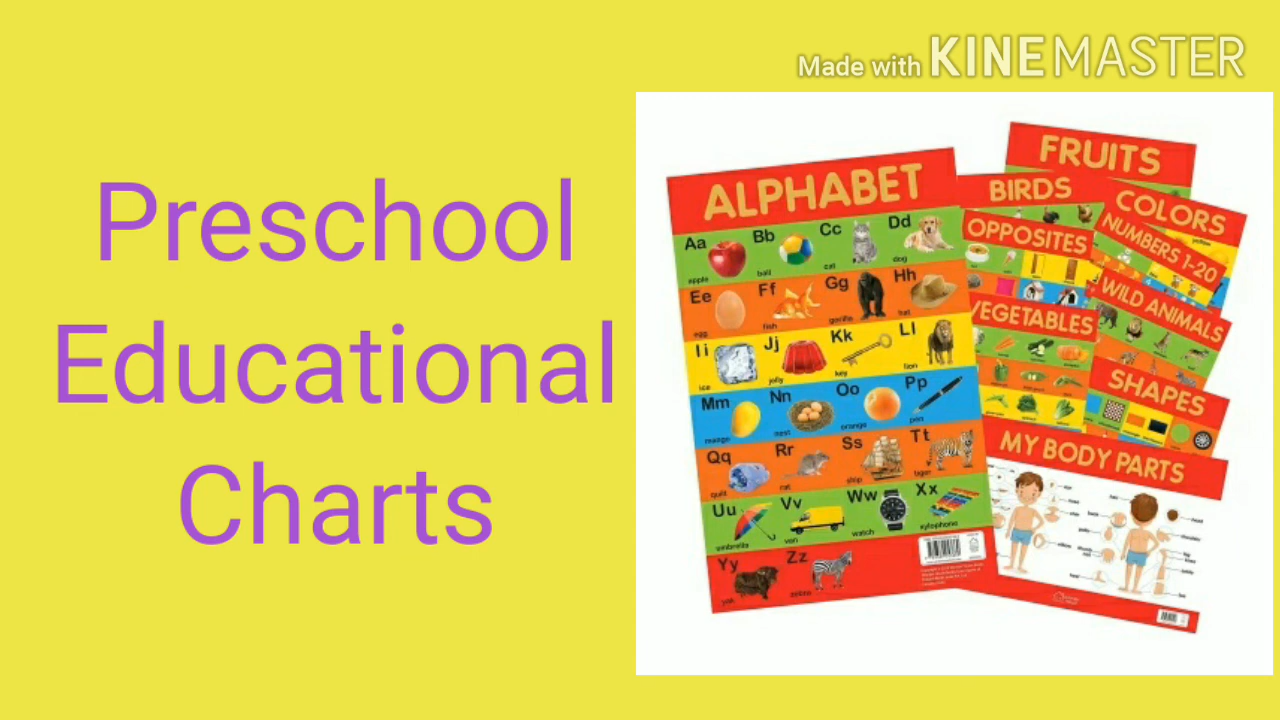 Made with KINEMASTER
Preschool
Educational
Charts
ALPHABET
Aa Bb Cc Dd
apple ball cat dog
Ee Ff Gg Hh
egg fish gorilla hat
Ii Jj Kk Ll
ice jelly key lion
Mm Nn Oo Pp
mango nest orange pen
Qq Rr Ss Tt
quilt rat ship tiger
Uu Vv Ww Xx
umbrella van watch xylophone
Yy Zz
yak zebra
FRUITS
BIRDS
COLORS
yellow
OPPOSITES
NUMBERS 1-20
VEGETABLES
WILD ANIMALS
SHAPES
MY BODY PARTS